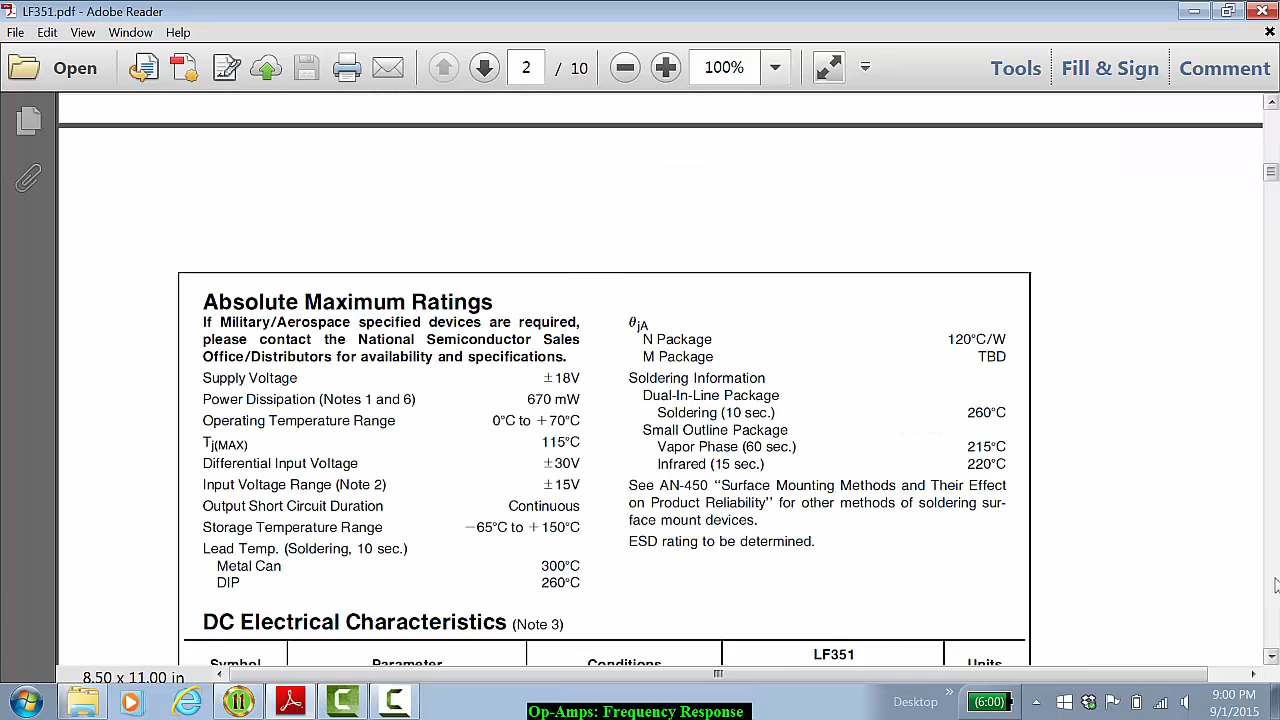 LF351.pdf - Adobe Reader
File Edit View Window Help
Open 2 / 10 100% Tools Fill & Sign Comment
Absolute Maximum Ratings
If Military/Aerospace specified devices are required,
please contact the National Semiconductor Sales
Office/Distributors for availability and specifications.
Supply Voltage ±18V
Power Dissipation (Notes 1 and 6) 670 mW
Operating Temperature Range 0°C to +70°C
Tj(MAX) 115°C
Differential Input Voltage ±30V
Input Voltage Range (Note 2) ±15V
Output Short Circuit Duration Continuous
Storage Temperature Range −65°C to +150°C
Lead Temp. (Soldering, 10 sec.)
Metal Can 300°C
DIP 260°C
θjA
N Package 120°C/W
M Package TBD
Soldering Information
Dual-In-Line Package
Soldering (10 sec.) 260°C
Small Outline Package
Vapor Phase (60 sec.) 215°C
Infrared (15 sec.) 220°C
See AN-450 “Surface Mounting Methods and Their Effect
on Product Reliability” for other methods of soldering sur-
face mount devices.
ESD rating to be determined.
DC Electrical Characteristics (Note 3)
LF351
Symbol Parameter Conditions Units
8.50 x 11.00 in
Desktop » (6:00) 9:00 PM
9/1/2015
Op-Amps: Frequency Response